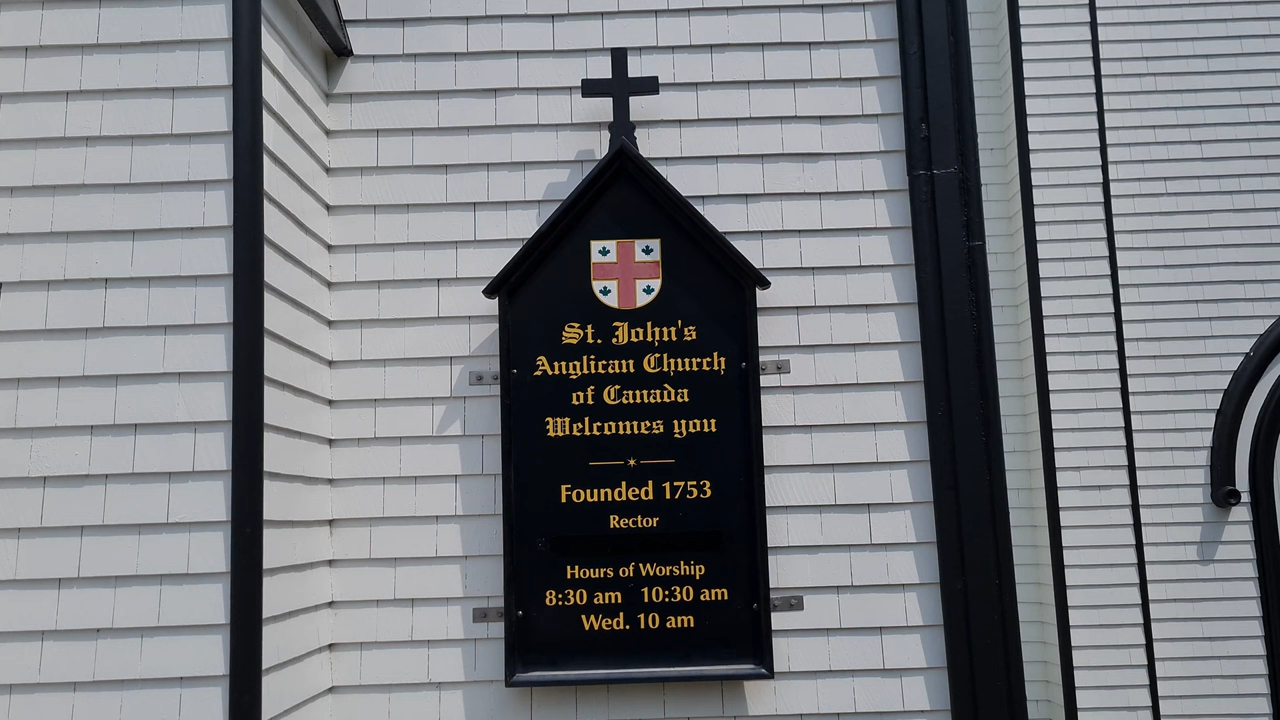 St. John's
Anglican Church
of Canada
Welcomes you
Founded 1753
Rector
Hours of Worship
8:30 am 10:30 am
Wed. 10 am